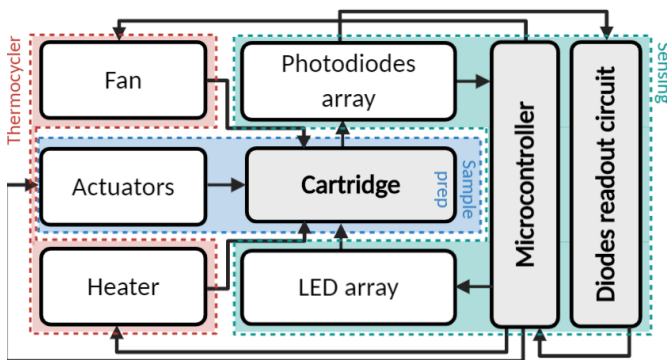 Thermocycler
Fan
Photodiodes
array
Actuators
Cartridge
Sample
prep
Heater
LED array
Microcontroller
Diodes readout circuit
Sensing